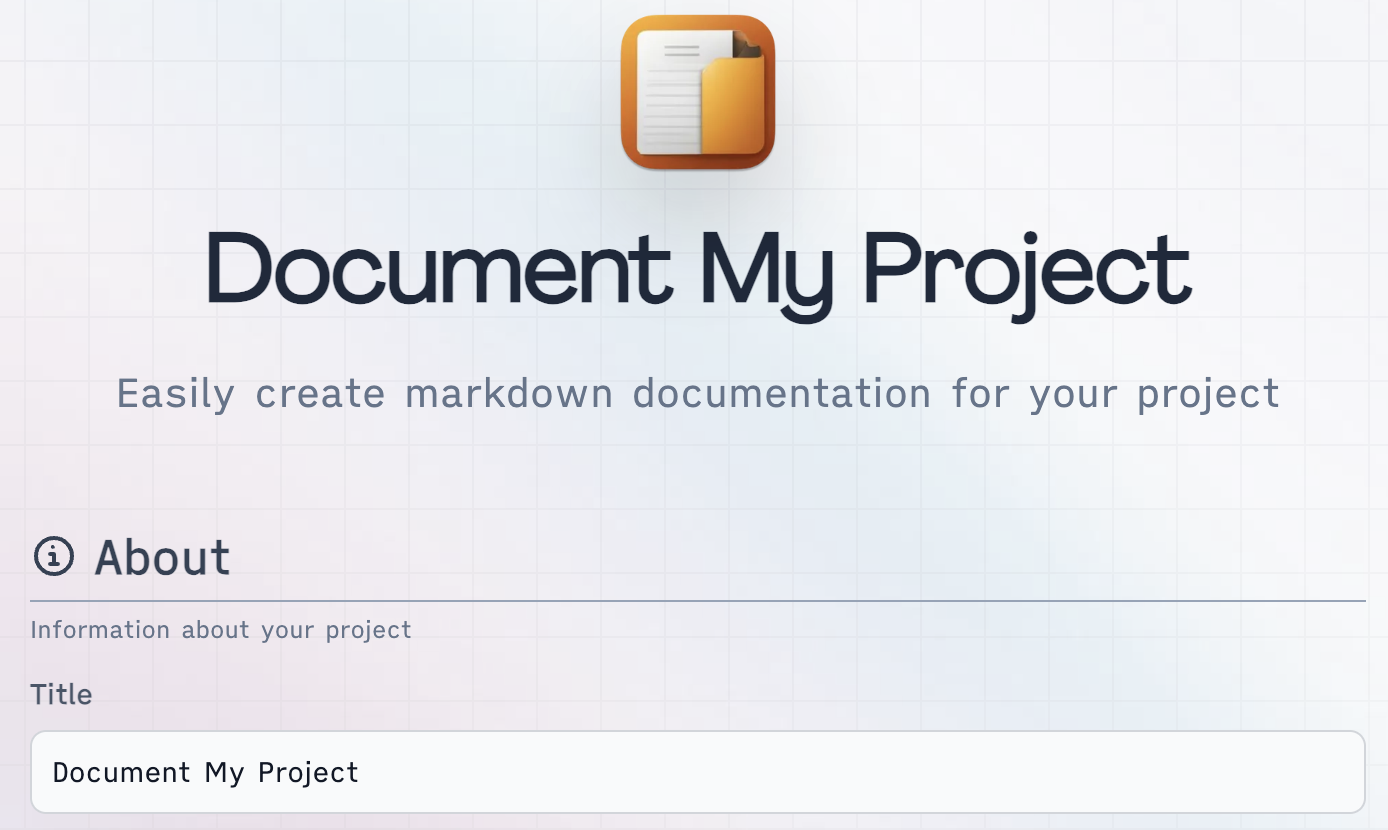 Document My Project
Easily create markdown documentation for your project
About
Information about your project
Title
Document My Project